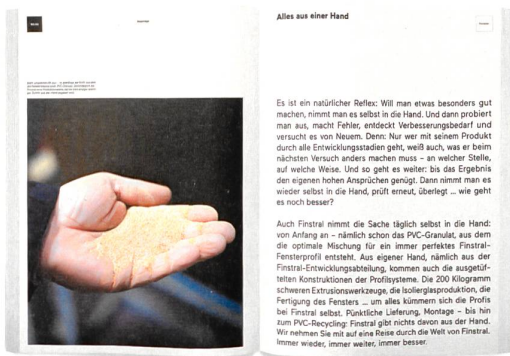 Alles aus einer Hand
Es ist ein natürlicher Reflex: Will man etwas besonders gut
machen, nimmt man es selbst in die Hand. Und dann probiert
man aus, macht Fehler, entdeckt Verbesserungsbedarf und
versucht es von Neuem. Denn: Nur wer mit seinem Produkt
durch alle Entwicklungsstadien geht, weiß auch, was er beim
nächsten Versuch anders machen muss – an welcher Stelle,
auf welche Weise. Und so geht es weiter: bis das Ergebnis
den eigenen hohen Ansprüchen genügt. Dann nimmt man es
wieder selbst in die Hand, prüft erneut, überlegt ... wie geht
es noch besser?
Auch Finstral nimmt die Sache täglich selbst in die Hand:
von Anfang an – nämlich schon das PVC-Granulat, aus dem
die optimale Mischung für ein immer perfektes Finstral-
Fensterprofil entsteht. Aus eigener Hand, nämlich aus der
Finstral-Entwicklungsabteilung, kommen auch die ausgetüf-
telten Konstruktionen der Profilsysteme. Die 200 Kilogramm
schweren Extrusionswerkzeuge, die Isolierglasproduktion, die
Fertigung des Fensters ... um alles kümmern sich die Profis
bei Finstral selbst. Pünktliche Lieferung, Montage – bis hin
zum PVC-Recycling: Finstral gibt nichts davon aus der Hand.
Wir nehmen Sie mit auf eine Reise durch die Welt von Finstral.
Immer wieder, immer weiter, immer besser.